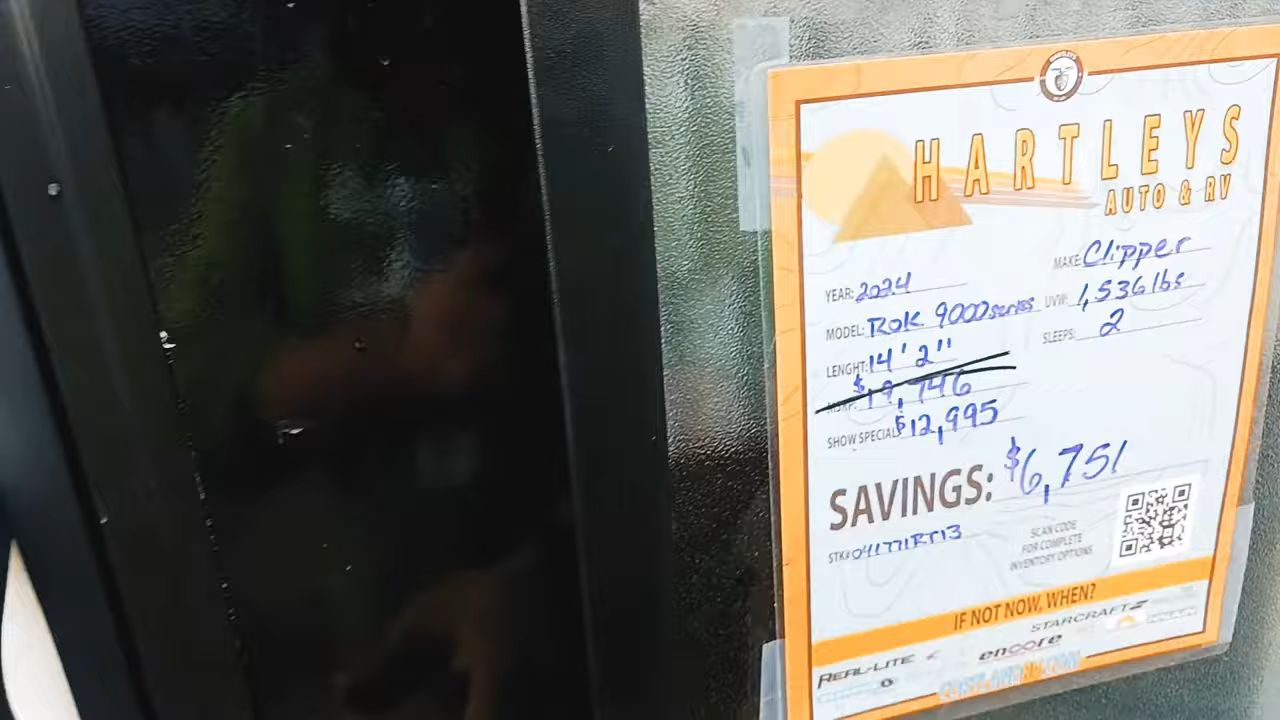 HARTLEYS
AUTO & RV
YEAR: 2024
MAKE: Clipper
MODEL: ROK 9000 series
UVW: 1,536 lbs
LENGHT: 14' 2"
SLEEPS: 2
MSRP: $19,746
SHOW SPECIAL: $12,995
SAVINGS: $6,751
STK#
SCAN CODE
FOR COMPLETE
INVENTORY OPTIONS
IF NOT NOW, WHEN?
STARCRAFT
REAL-LITE
encore